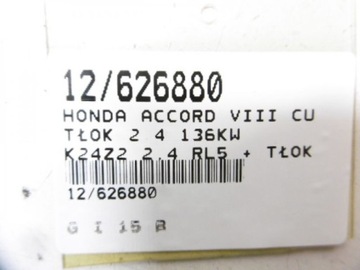 12/626880
HONDA ACCORD VIII CU
TŁOK 2 4 136KW
K24Z2 2.4 RL5 + TŁOK
12/626880
G I 15 B